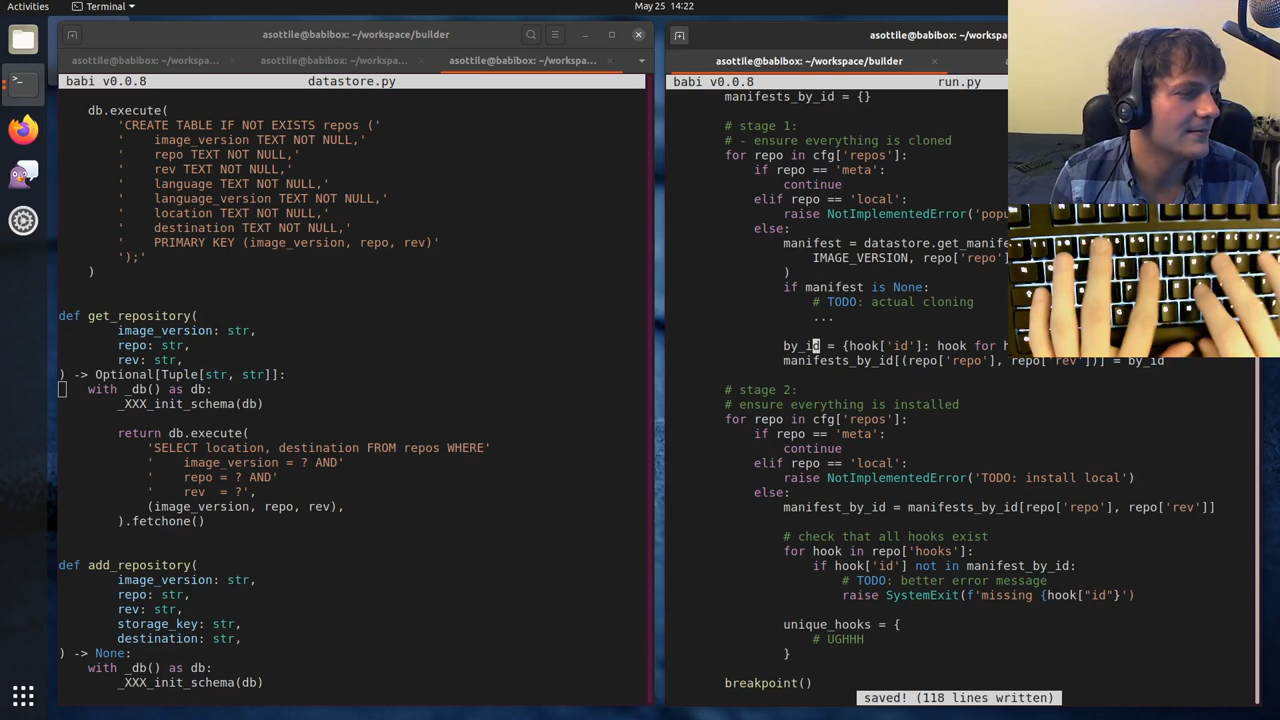 Activities
Terminal
May 25 14:22
asottile@babibox: ~/workspace/builder
asottile@babibox: ~/workspa...
asottile@babibox: ~/workspa...
asottile@babibox: ~/workspa...
babi v0.0.8
datastore.py
db.execute(
'CREATE TABLE IF NOT EXISTS repos ('
'    image_version TEXT NOT NULL,'
'    repo TEXT NOT NULL,'
'    rev TEXT NOT NULL,'
'    language TEXT NOT NULL,'
'    language_version TEXT NOT NULL,'
'    location TEXT NOT NULL,'
'    destination TEXT NOT NULL,'
'    PRIMARY KEY (image_version, repo, rev)'
');'
)
def get_repository(
image_version: str,
repo: str,
rev: str,
) -> Optional[Tuple[str, str]]:
with _db() as db:
_XXX_init_schema(db)
return db.execute(
'SELECT location, destination FROM repos WHERE'
'    image_version = ? AND'
'    repo = ? AND'
'    rev  = ?',
(image_version, repo, rev),
).fetchone()
def add_repository(
image_version: str,
repo: str,
rev: str,
storage_key: str,
destination: str,
) -> None:
with _db() as db:
_XXX_init_schema(db)
asottile@babibox: ~/w
asottile@babibox: ~/workspace/builder
babi v0.0.8
run.py
manifests_by_id = {}
# stage 1:
# - ensure everything is cloned
for repo in cfg['repos']:
if repo == 'meta':
continue
elif repo == 'local':
raise NotImplementedError('popu
else:
manifest = datastore.get_manife
IMAGE_VERSION, repo['repo']
)
if manifest is None:
# TODO: actual cloning
...
by_id = {hook['id']: hook for h
manifests_by_id[(repo['repo'], repo['rev'])] = by_id
# stage 2:
# ensure everything is installed
for repo in cfg['repos']:
if repo == 'meta':
continue
elif repo == 'local':
raise NotImplementedError('TODO: install local')
else:
manifest_by_id = manifests_by_id[repo['repo'], repo['rev']]
# check that all hooks exist
for hook in repo['hooks']:
if hook['id'] not in manifest_by_id:
# TODO: better error message
raise SystemExit(f'missing {hook["id"}')
unique_hooks = {
# UGHHH
}
breakpoint()
saved! (118 lines written)